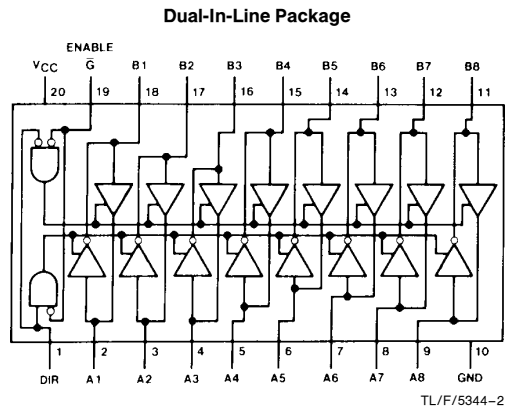 Dual-In-Line Package
ENABLE
VCC G̅ B1 B2 B3 B4 B5 B6 B7 B8
20 19 18 17 16 15 14 13 12 11
1 2 3 4 5 6 7 8 9 10
DIR A1 A2 A3 A4 A5 A6 A7 A8 GND
TL/F/5344–2